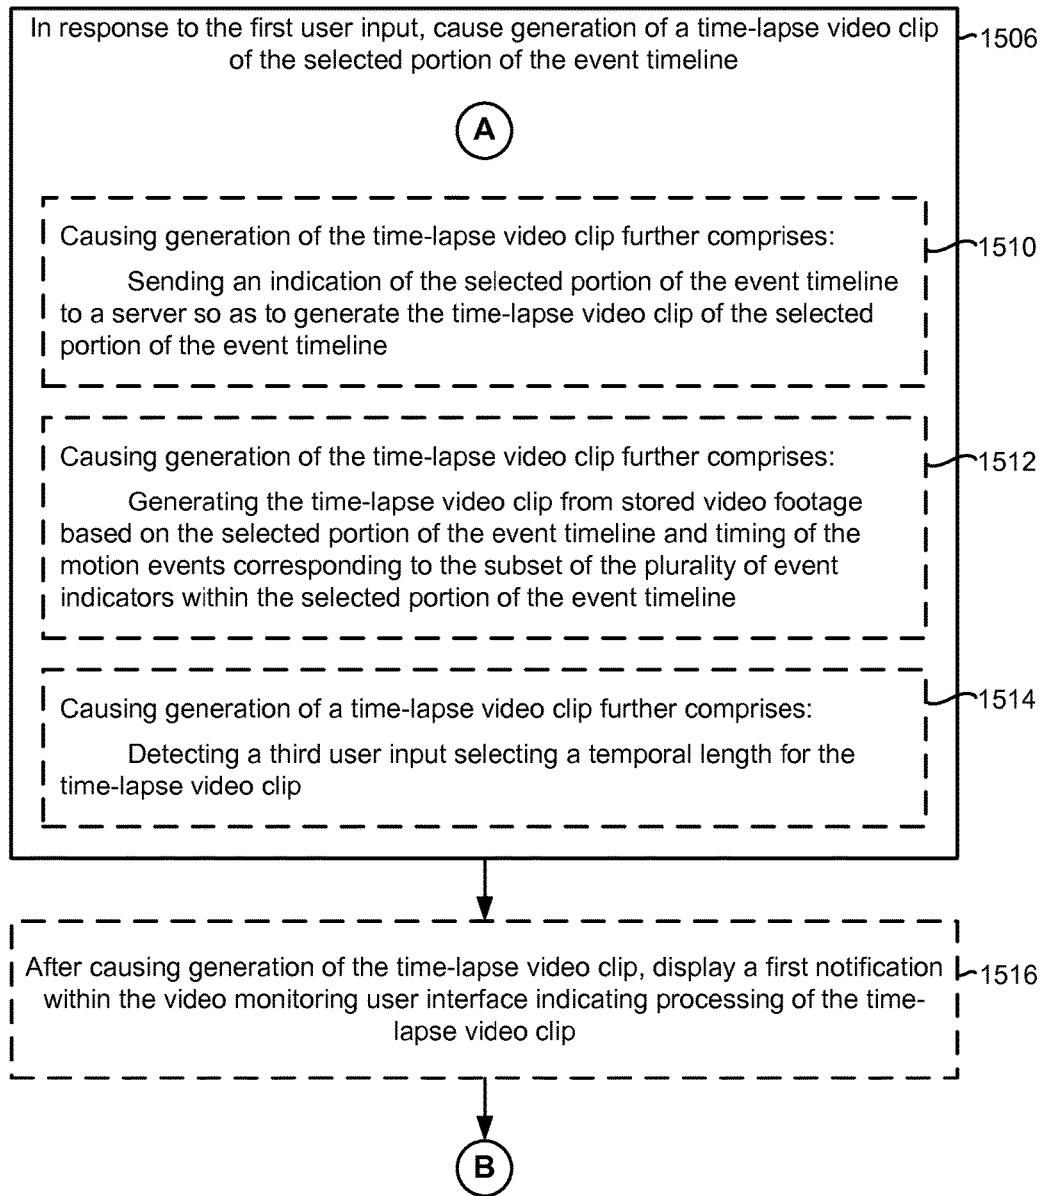 In response to the first user input, cause generation of a time-lapse video clip
of the selected portion of the event timeline
1506
A
Causing generation of the time-lapse video clip further comprises:
1510
Sending an indication of the selected portion of the event timeline
to a server so as to generate the time-lapse video clip of the selected
portion of the event timeline
Causing generation of the time-lapse video clip further comprises:
1512
Generating the time-lapse video clip from stored video footage
based on the selected portion of the event timeline and timing of the
motion events corresponding to the subset of the plurality of event
indicators within the selected portion of the event timeline
1514
Causing generation of a time-lapse video clip further comprises:
Detecting a third user input selecting a temporal length for the
time-lapse video clip
After causing generation of the time-lapse video clip, display a first notification
1516
within the video monitoring user interface indicating processing of the time-
lapse video clip
B